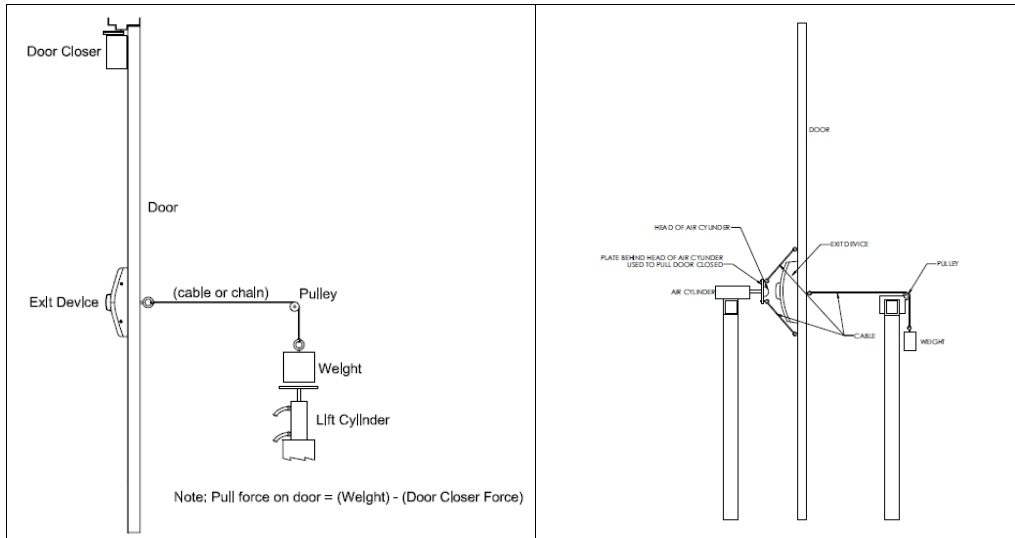 Door Closer
Door
Exit Device
(cable or chain)
Pulley
Weight
Lift Cylinder
Note: Pull force on door = (Weight) - (Door Closer Force)
DOOR
HEAD OF AIR CYLINDER
EXIT DEVICE
PLATE BEHIND HEAD OF AIR CYLINDER
USED TO PULL DOOR CLOSED
PULLEY
AIR CYLINDER
CABLE
WEIGHT